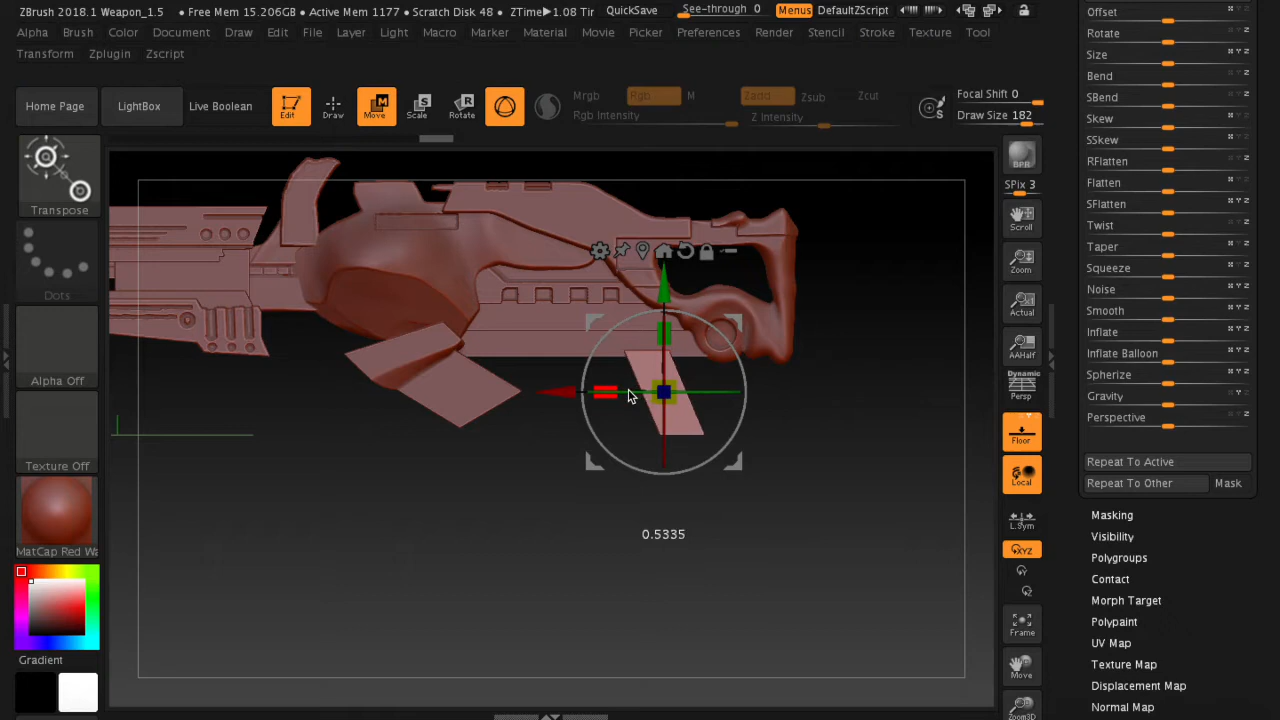 ZBrush 2018.1 Weapon_1.5 • Free Mem 15.206GB • Active Mem 1177 • Scratch Disk 48 • ZTime▶1.08 Tir QuickSave See-through 0 Menus DefaultZScript
Alpha Brush Color Document Draw Edit File Layer Light Macro Marker Material Movie Picker Preferences Render Stencil Stroke Texture Tool
Transform Zplugin Zscript
Home Page LightBox Live Boolean Edit Draw Move Scale Rotate
Mrgb Rgb M Zadd Zsub Zcut
Rgb Intensity Z Intensity
Focal Shift 0
Draw Size 182
Transpose
Dots
Alpha Off
Texture Off
MatCap Red Wa
Gradient
0.5335
BPR
SPix 3
Scroll
Zoom
Actual
AAHalf
Dynamic
Persp
Floor
Local
L.Sym
XYZ
Y
Z
Frame
Move
Zoom3D
Offset
Rotate
Size
Bend
SBend
Skew
SSkew
RFlatten
Flatten
SFlatten
Twist
Taper
Squeeze
Noise
Smooth
Inflate
Inflate Balloon
Spherize
Gravity
Perspective
Repeat To Active
Repeat To Other Mask
Masking
Visibility
Polygroups
Contact
Morph Target
Polypaint
UV Map
Texture Map
Displacement Map
Normal Map